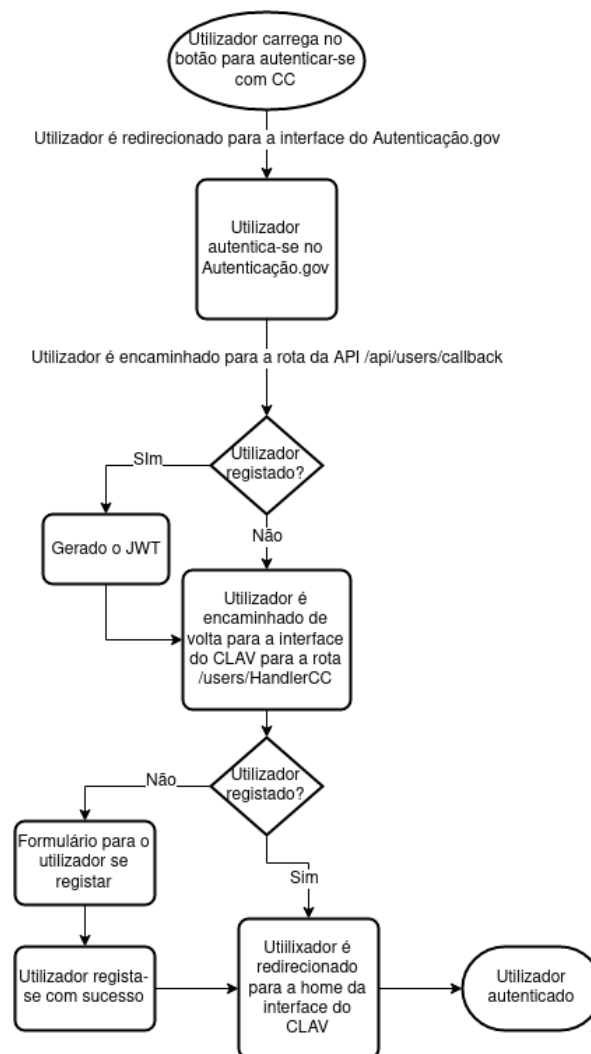 Utilizador carrega no
botão para autenticar-se
com CC
Utilizador é redirecionado para a interface do Autenticação.gov
Utilizador
autentica-se no
Autenticação.gov
Utilizador é encaminhado para a rota da API /api/users/callback
Utilizador
registado?
SIm
Gerado o JWT
Não
Utilizador é
encaminhado de
volta para a interface
do CLAV para a rota
/users/HandlerCC
Utilizador
registado?
Não
Formulário para o
utilizador se
registar
Sim
Utilizador regista-
se com sucesso
Utiilixador é
redirecionado
para a home da
interface do
CLAV
Utilizador
autenticado